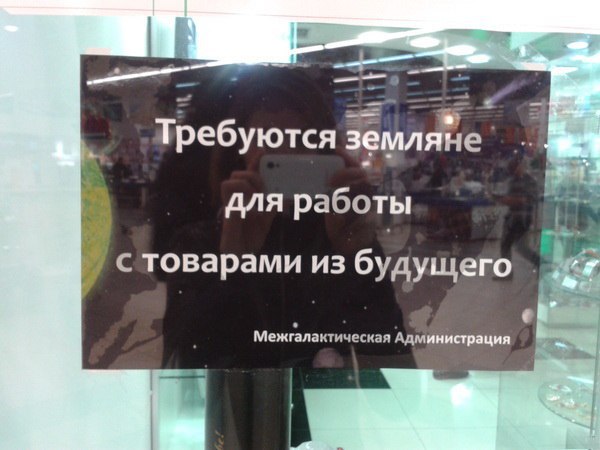 Требуются земляне
для работы
с товарами из будущего
Межгалактическая Администрация